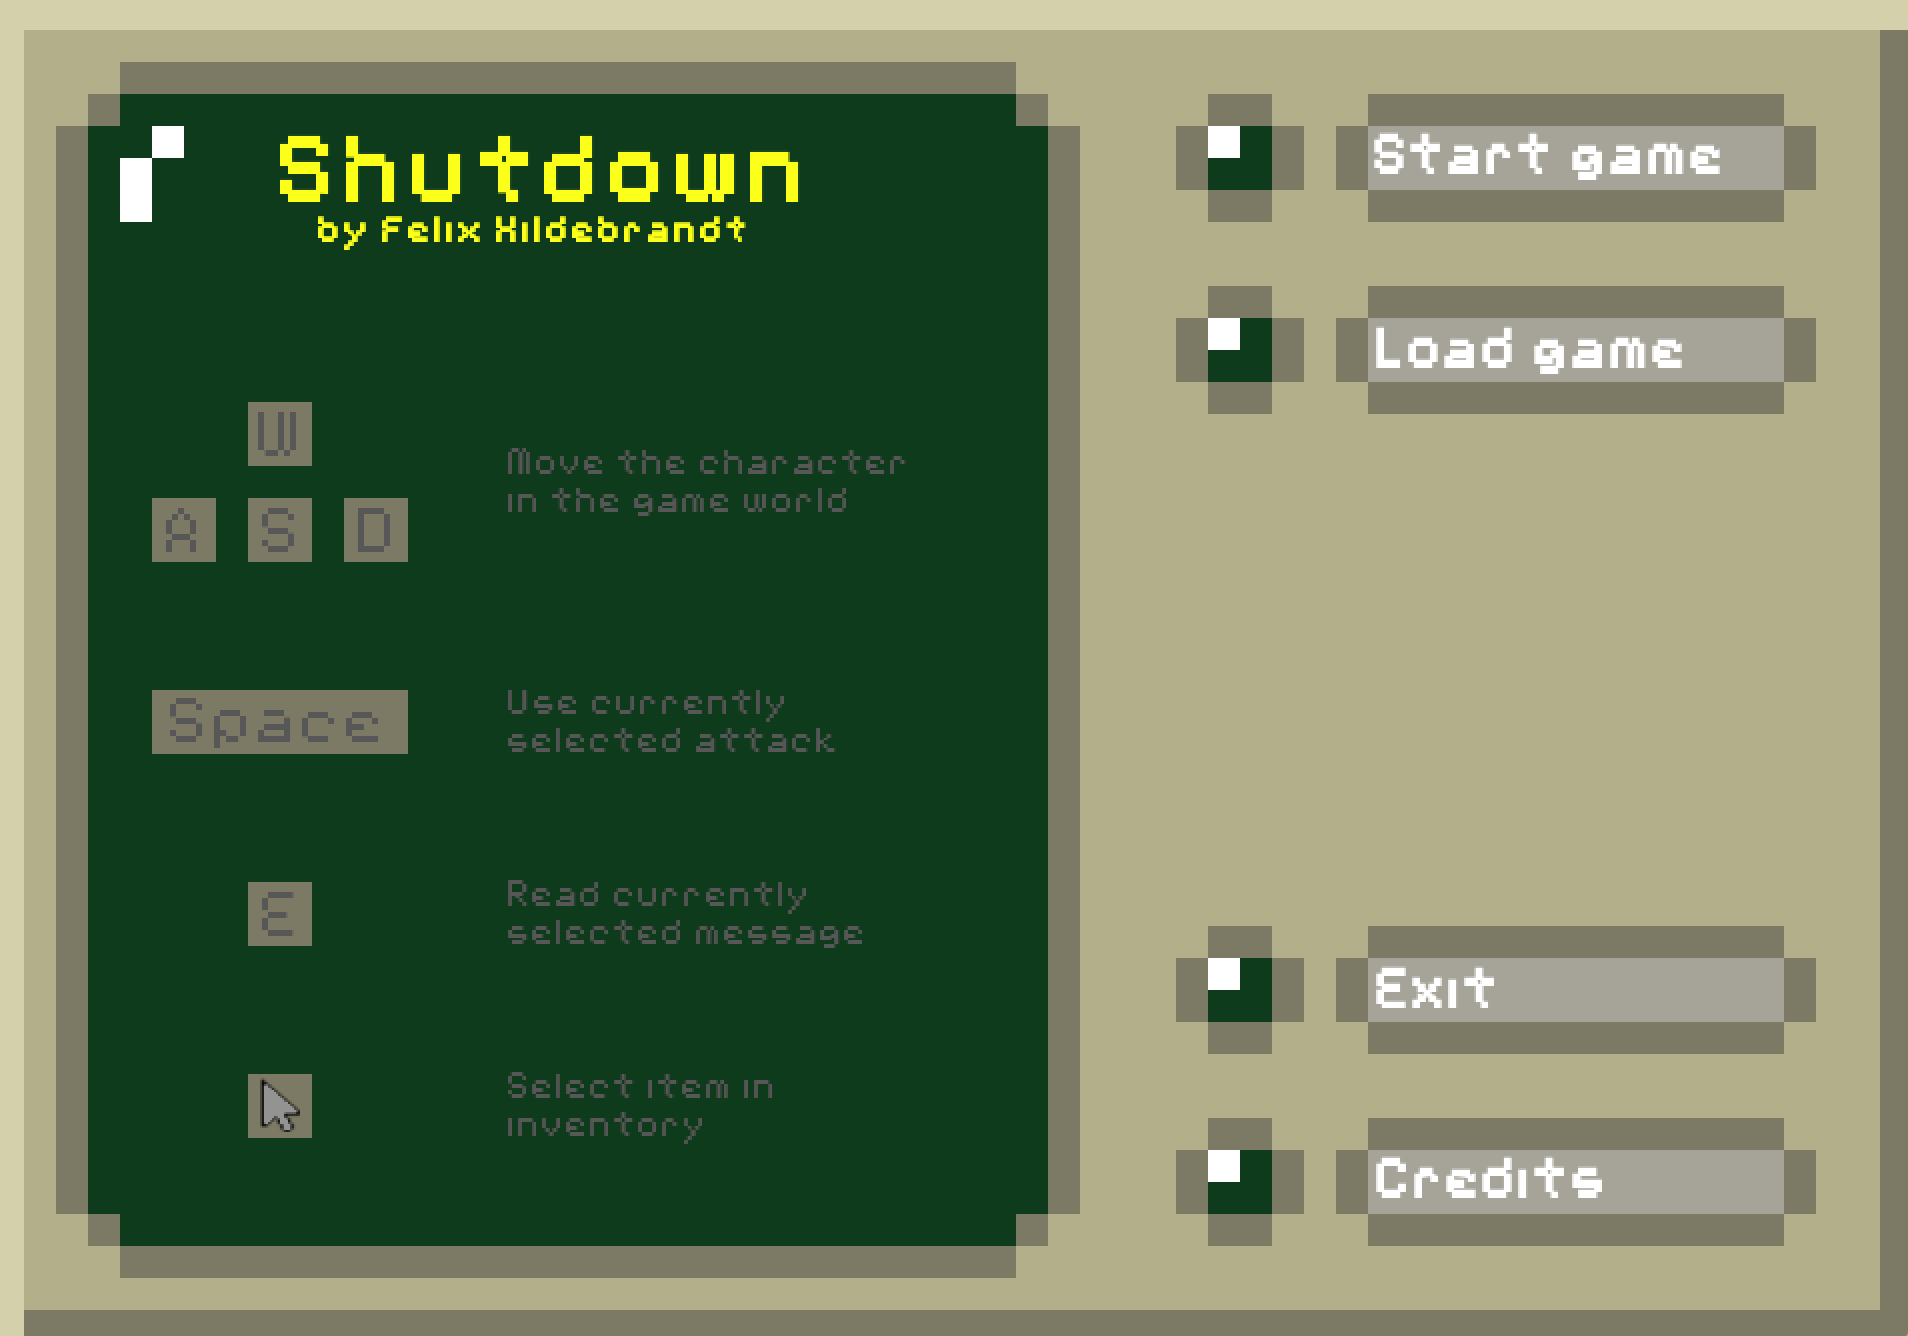 Shutdown
by Felix Hildebrandt
W
A S D
Move the character
in the game world
Space
Use currently
selected attack
E
Read currently
selected message
Select item in
inventory
Start game
Load game
Exit
Credits